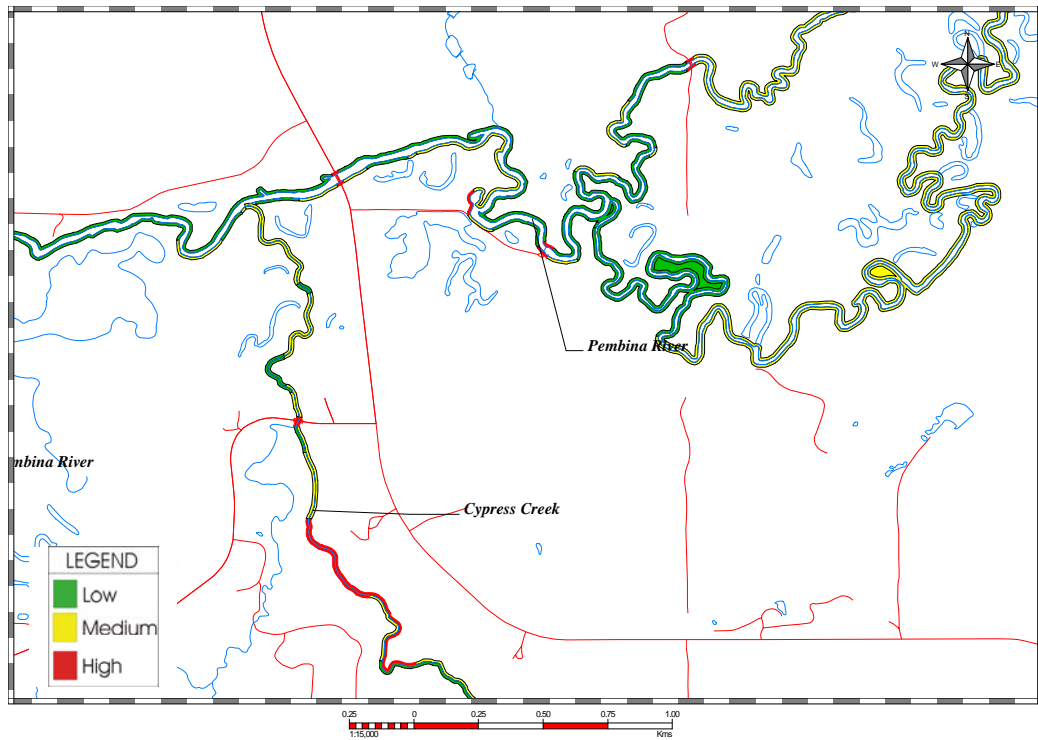 N
W E
S
Pembina River
mbina River
Cypress Creek
LEGEND
Low
Medium
High
0.25 0 0.25 0.50 0.75 1.00
1:15,000 Kms